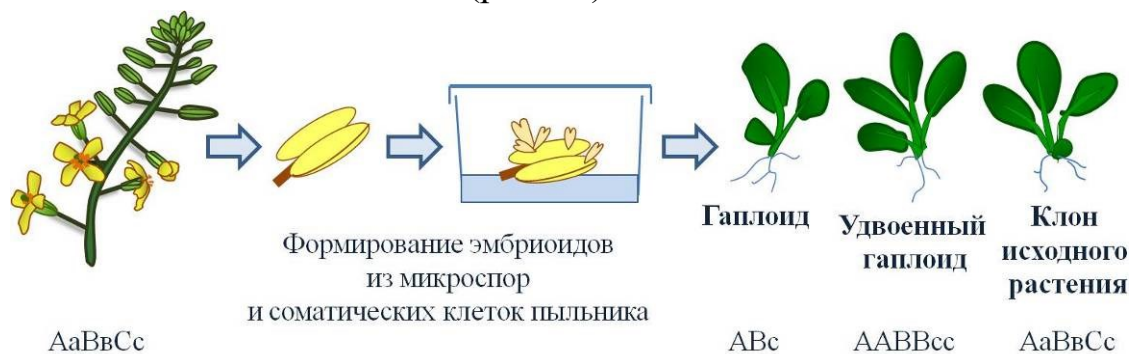 Гаплоид
Удвоенный
гаплоид
Клон
исходного
растения
Формирование эмбриоидов
из микроспор
и соматических клеток пыльника
АаВвСс
АВс
ААВВсс
АаВвСс